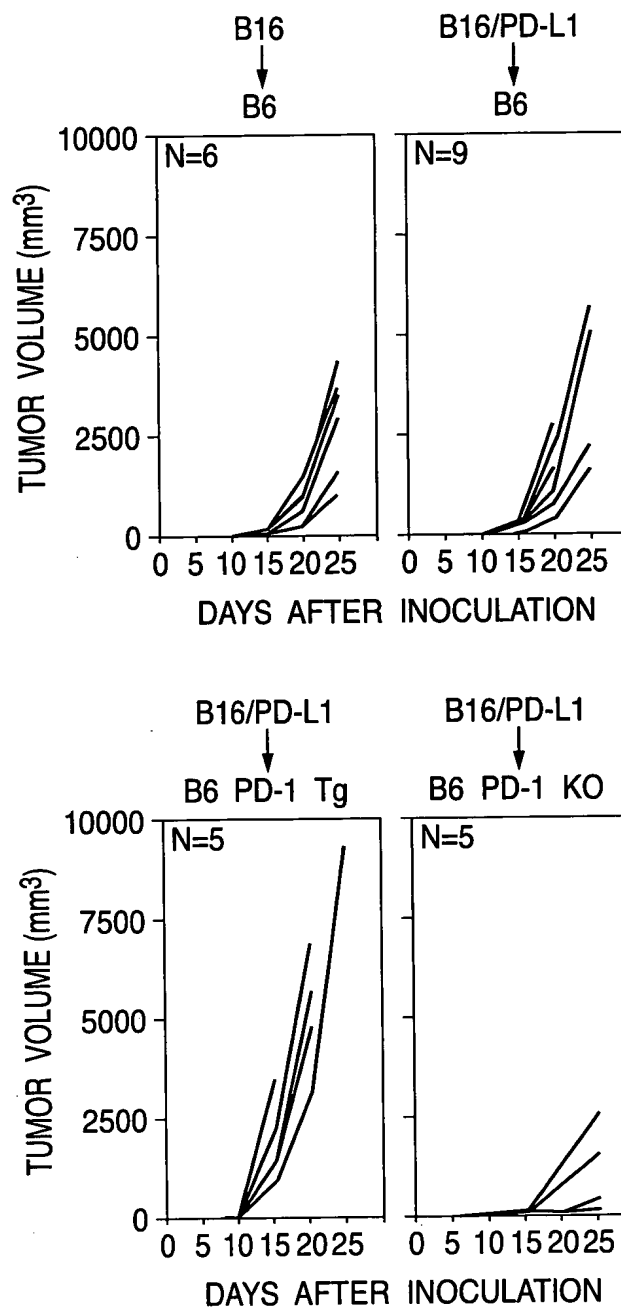 B16
B6
B16/PD-L1
B6
TUMOR VOLUME (mm³)
10000
7500
5000
2500
0
N=6
N=9
0 5 10 15 20 25
0 5 10 15 20 25
DAYS AFTER INOCULATION
B16/PD-L1
B6 PD-1 Tg
B16/PD-L1
B6 PD-1 KO
TUMOR VOLUME (mm³)
10000
7500
5000
2500
0
N=5
N=5
0 5 10 15 20 25
0 5 10 15 20 25
DAYS AFTER INOCULATION